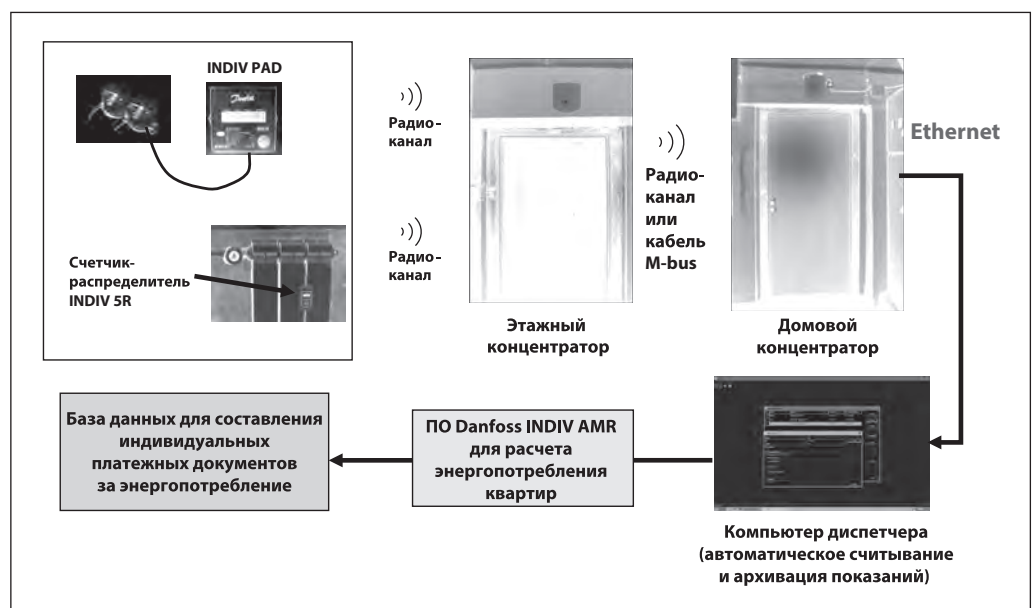 INDIV PAD
Danfoss
Радио-
канал
Радио-
канал
Счетчик-
распределитель
INDIV 5R
Этажный
концентратор
Радио-
канал
или
кабель
M-bus
Домовой
концентратор
Ethernet
База данных для составления
индивидуальных
платежных документов
за энергопотребление
ПО Danfoss INDIV AMR
для расчета
энергопотребления
квартир
Компьютер диспетчера
(автоматическое считывание
и архивация показаний)